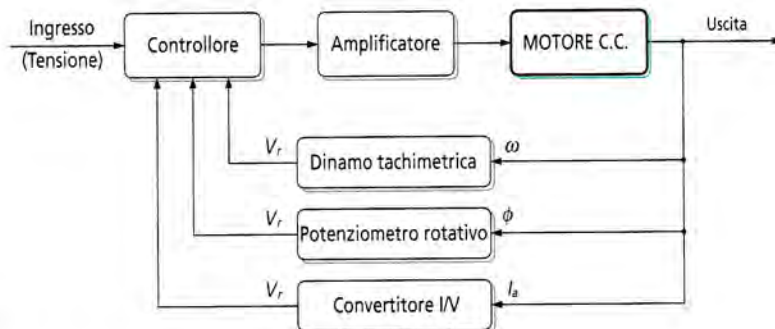 Ingresso
(Tensione)
Controllore
Amplificatore
MOTORE C.C.
Uscita
Vr
Dinamo tachimetrica
ω
Vr
Potenziometro rotativo
ϕ
Vr
Convertitore I/V
Ia